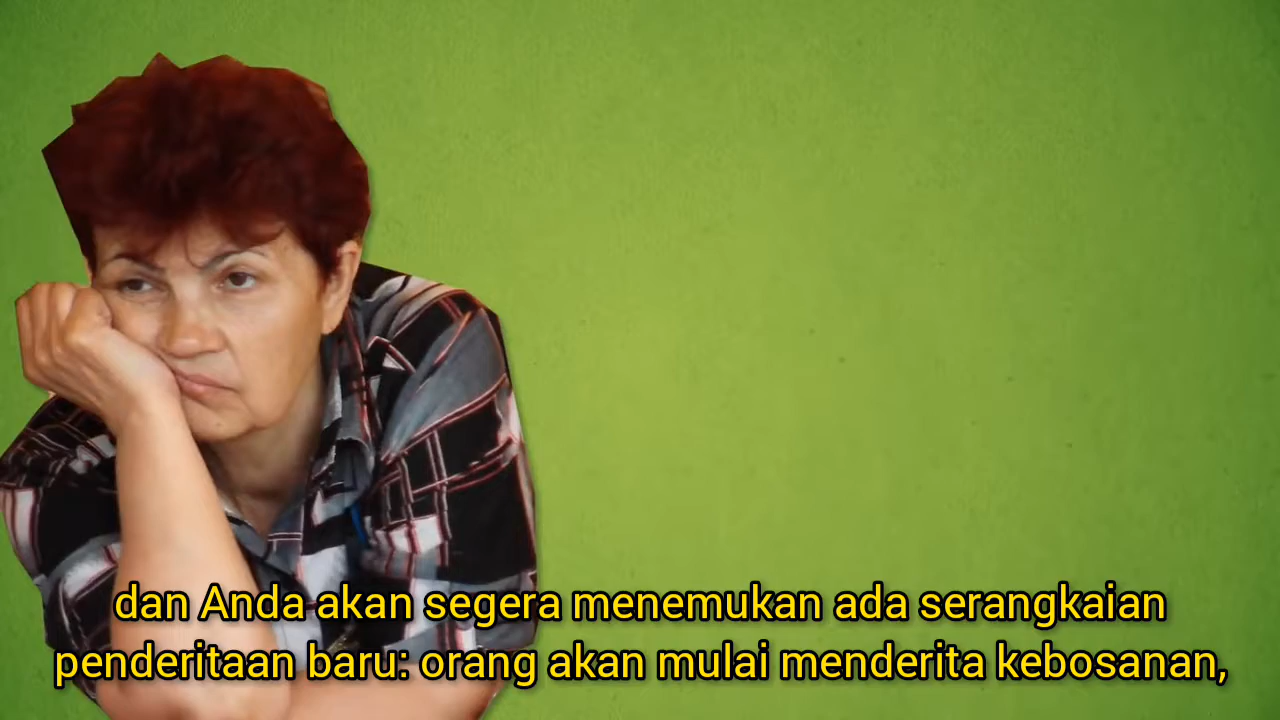 dan Anda akan segera menemukan ada serangkaian
penderitaan baru: orang akan mulai menderita kebosanan,